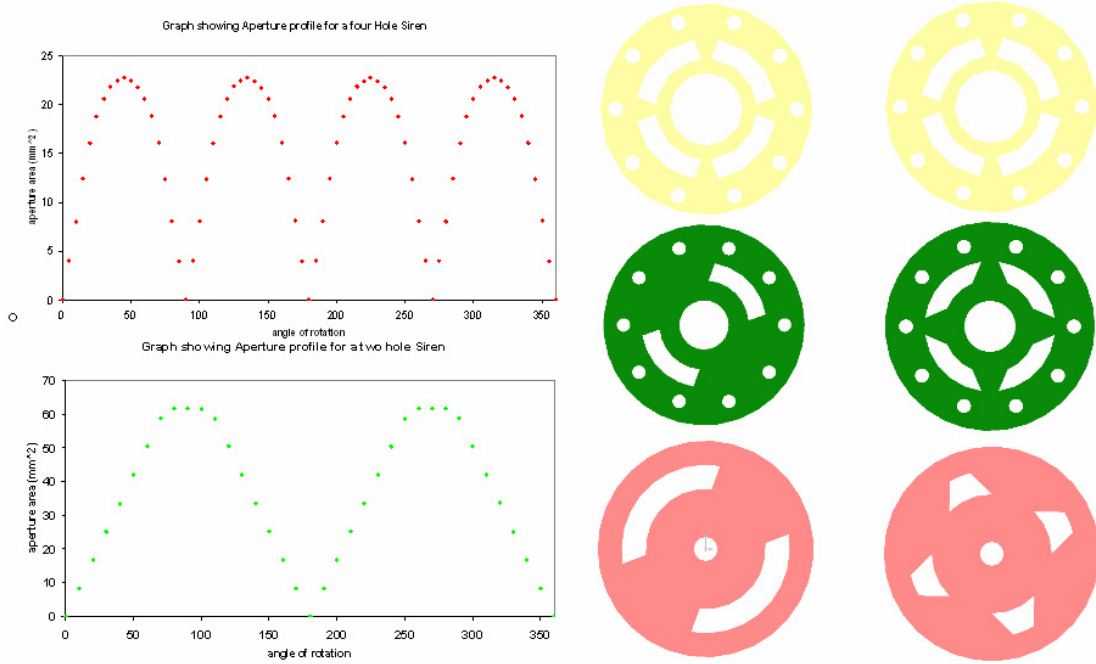 Graph showing Aperture profile for a four Hole Siren
25
20
15
10
5
0
aperture area (mm^2)
0 50 100 150 200 250 300 350
angle of rotation
Graph showing Aperture profile for a two hole Siren
70
60
50
40
30
20
10
0
aperture area (mm^2)
0 50 100 150 200 250 300 350
angle of rotation